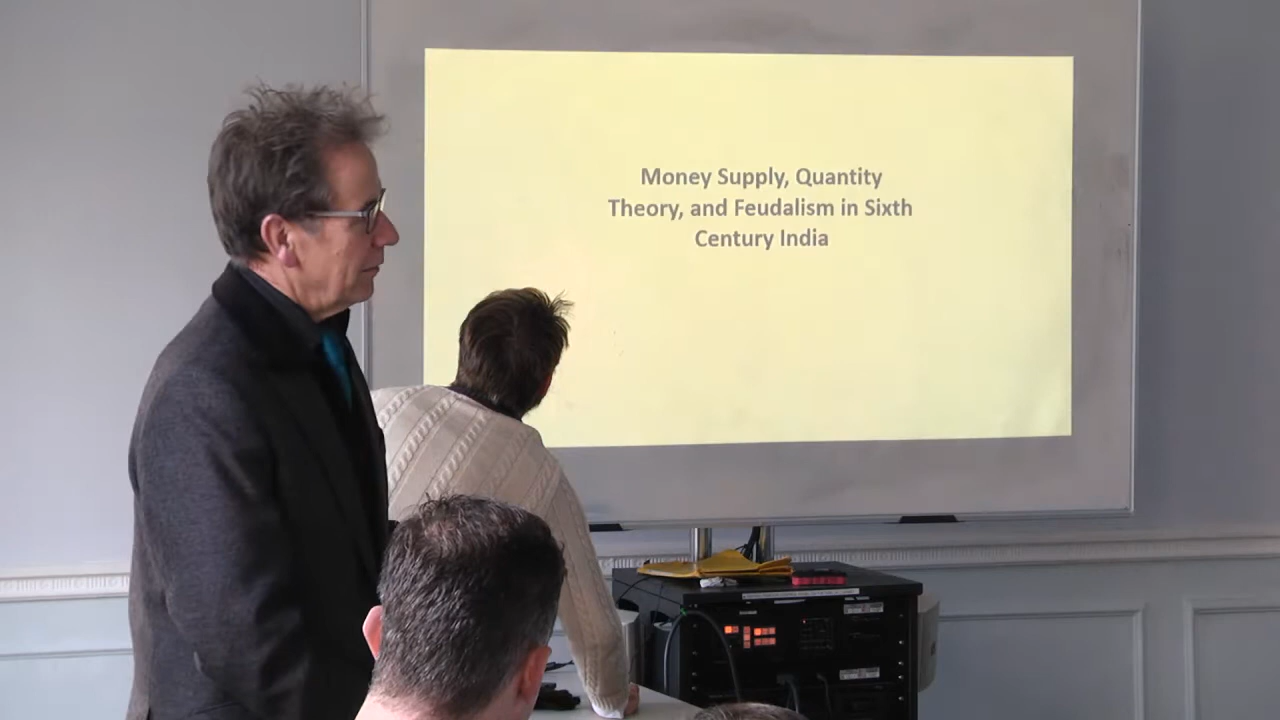 Money Supply, Quantity
Theory, and Feudalism in Sixth
Century India